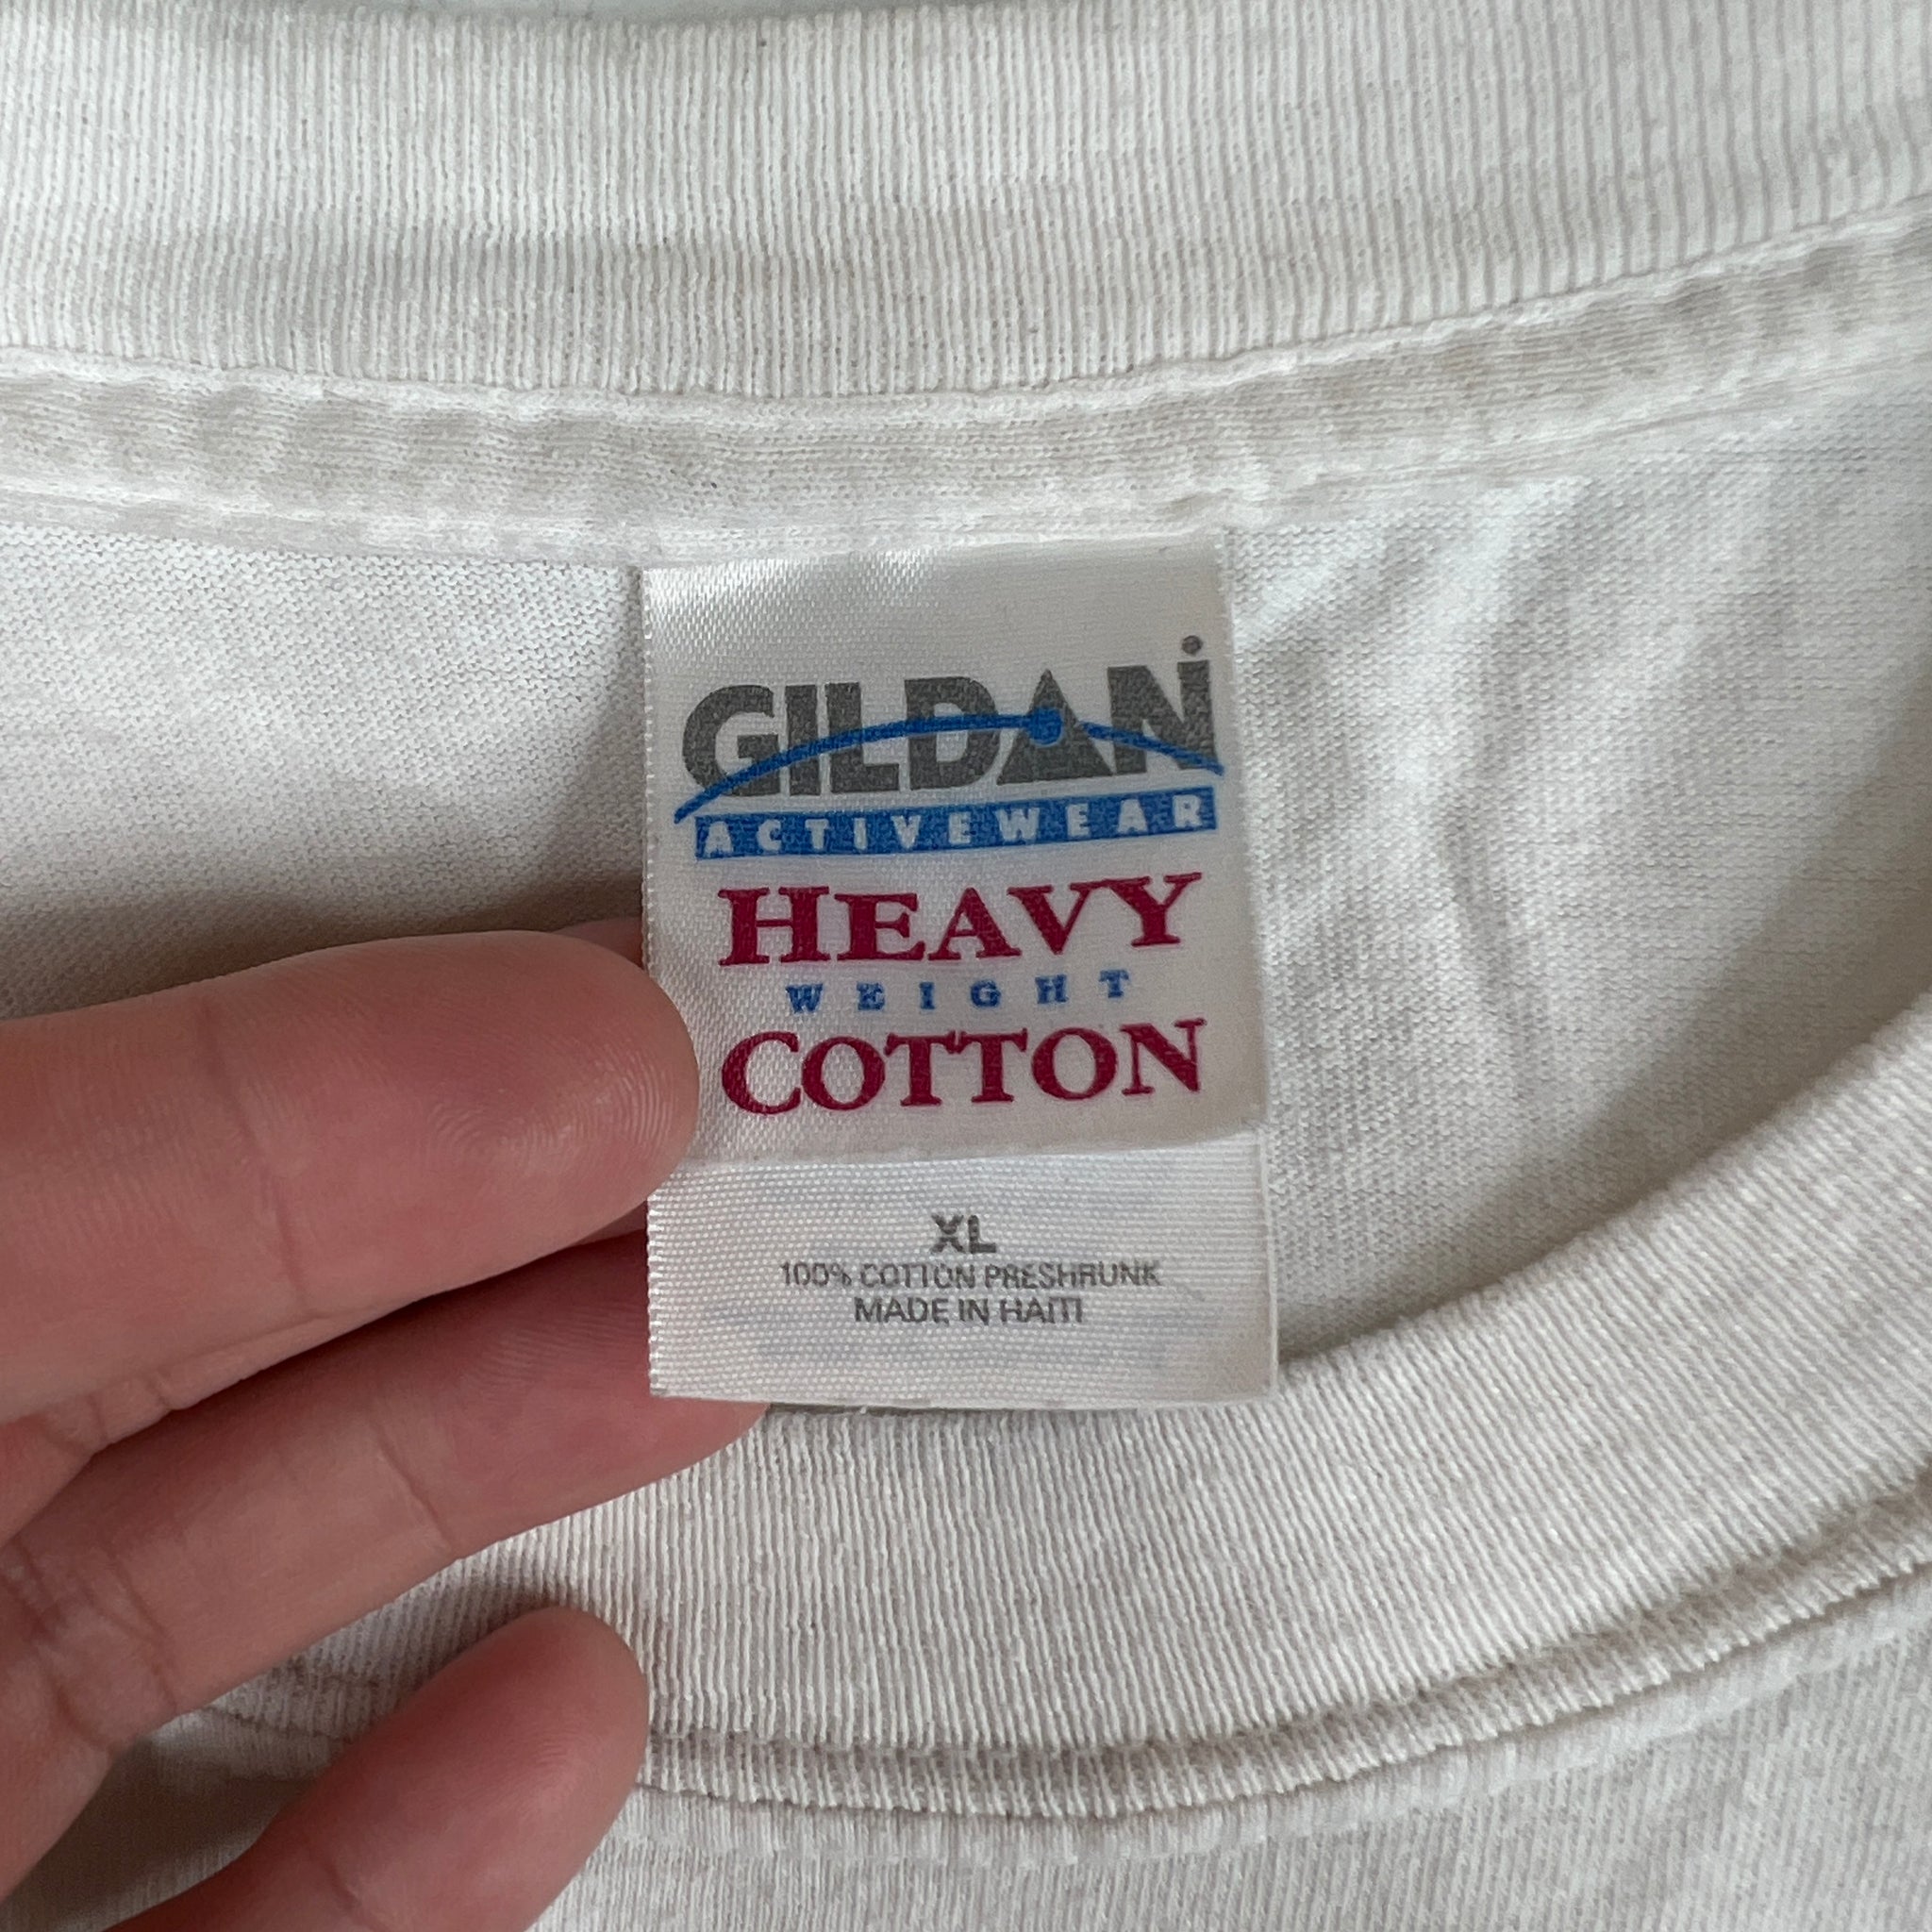 GILDAN
ACTIVEWEAR
HEAVY
WEIGHT
COTTON
XL
100% COTTON PRESHRUNK
MADE IN HAITI